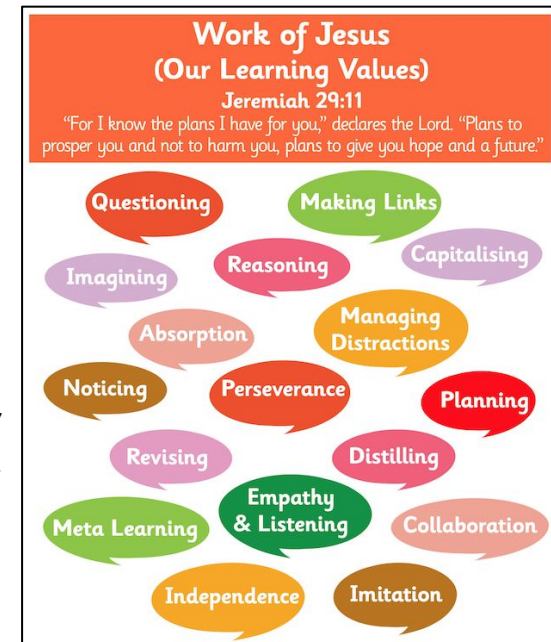 Work of Jesus
(Our Learning Values)
Jeremiah 29:11
“For I know the plans I have for you,” declares the Lord. “Plans to
prosper you and not to harm you, plans to give you hope and a future.”
Questioning
Making Links
Imagining
Reasoning
Capitalising
Absorption
Managing
Distractions
Noticing
Perseverance
Planning
Revising
Distilling
Meta Learning
Empathy
& Listening
Collaboration
Independence
Imitation